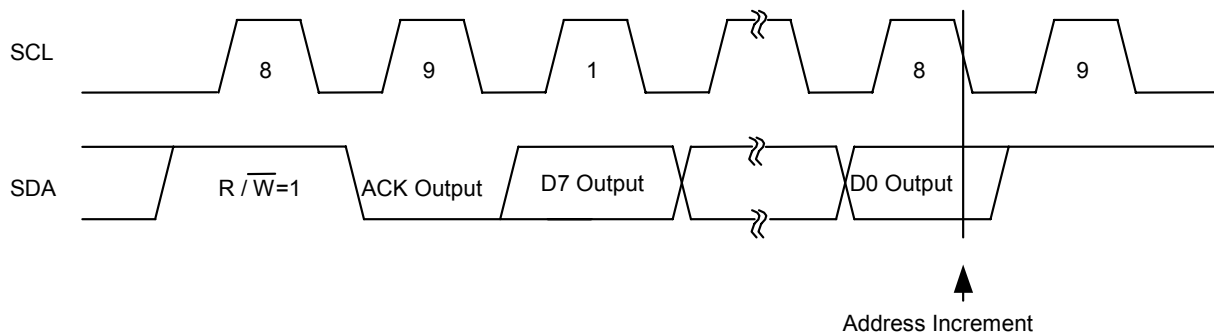 SCL
8
9
1
8
9
SDA
R / W=1
ACK Output
D7 Output
D0 Output
Address Increment